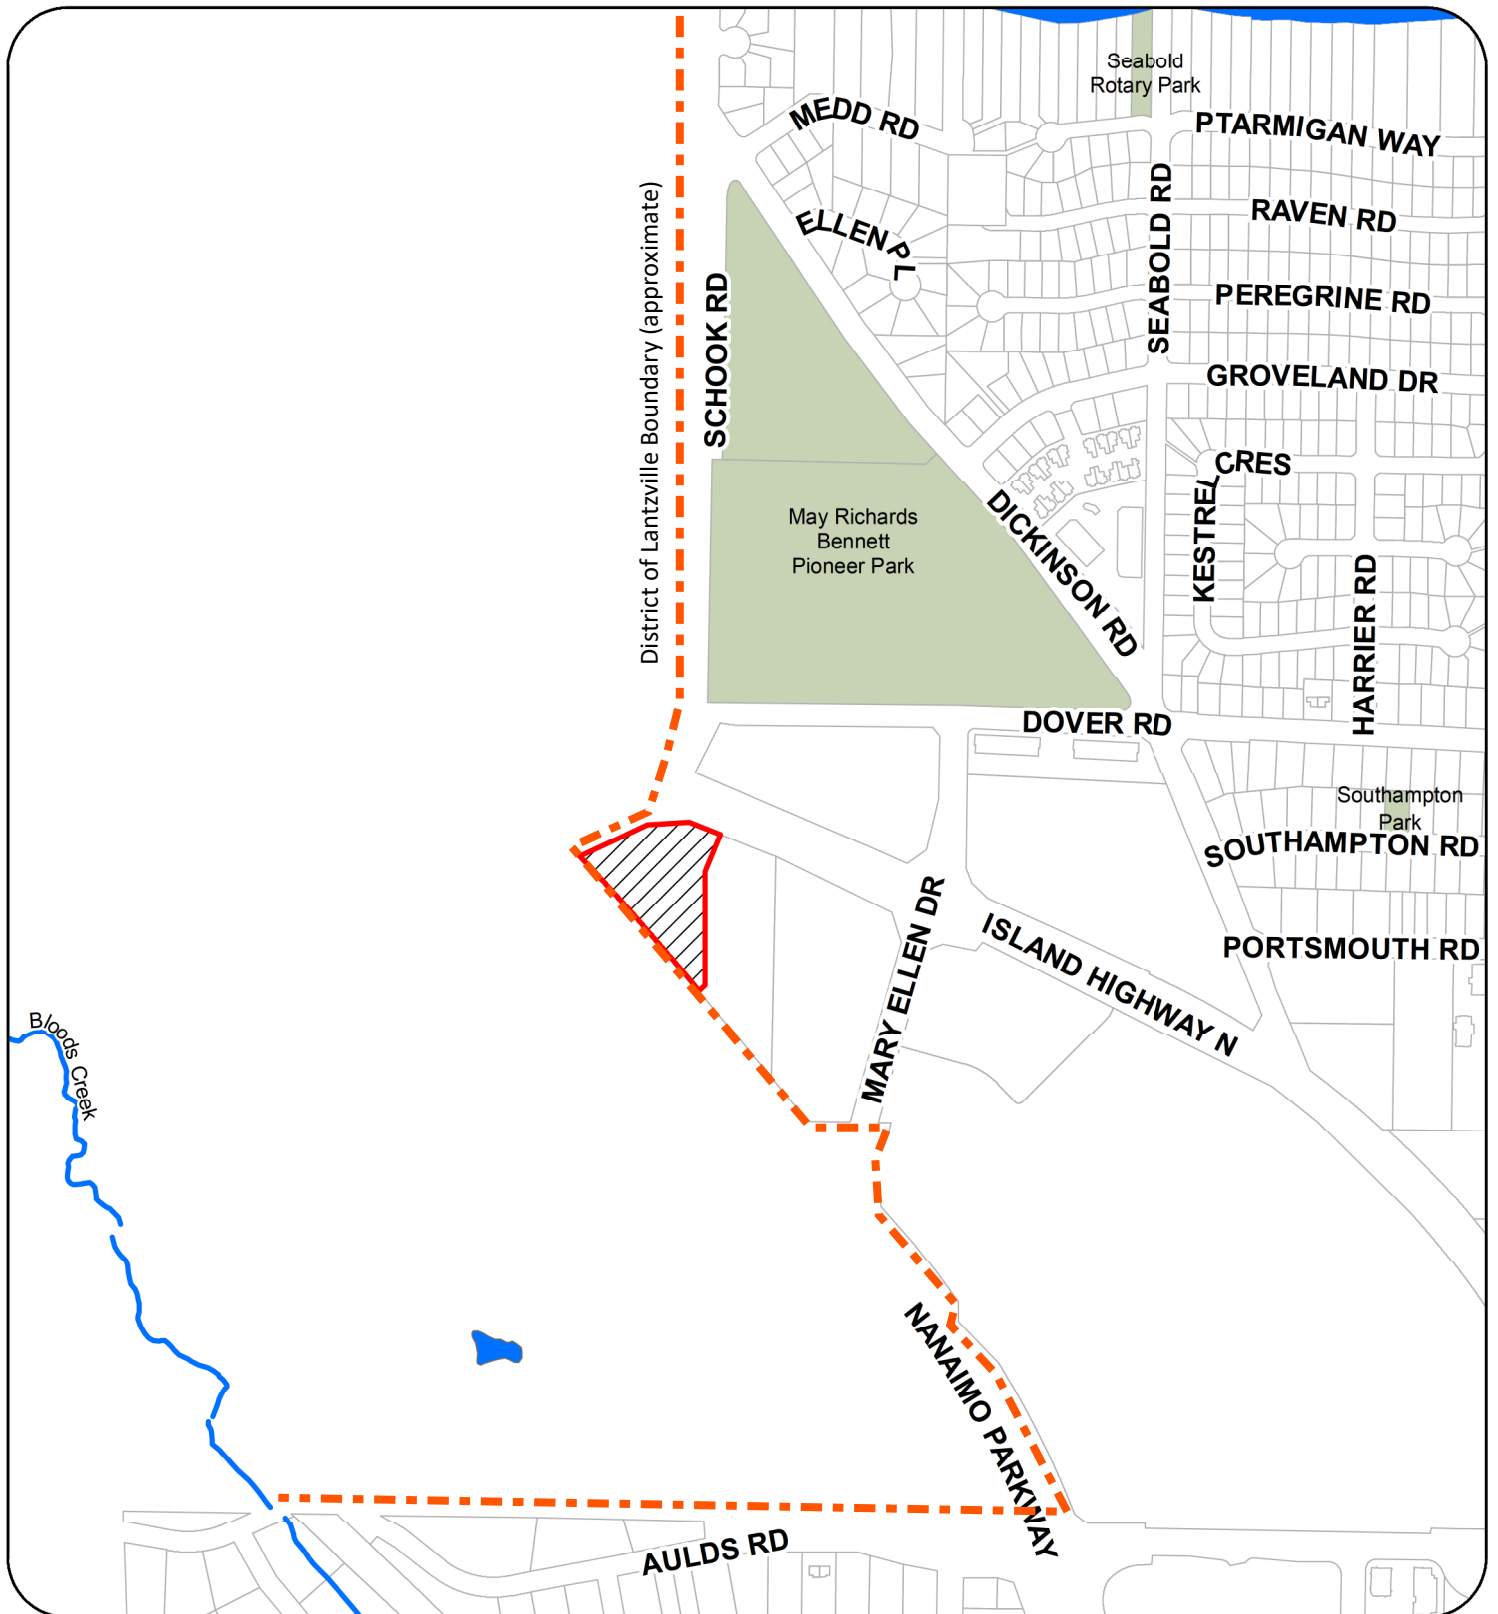 Seabold
Rotary Park
MEDD RD
PTARMIGAN WAY
SEABOLD RD
RAVEN RD
ELLEN PL
District of Lantzville Boundary (approximate)
SCHOOK RD
PEREGRINE RD
GROVELAND DR
KESTREL CRES
May Richards
Bennett
Pioneer Park
DICKINSON RD
HARRIER RD
DOVER RD
Southampton
Park
SOUTHAMPTON RD
MARY ELLEN DR
ISLAND HIGHWAY N
PORTSMOUTH RD
Bloods Creek
NANAIMO PARKWAY
AULDS RD